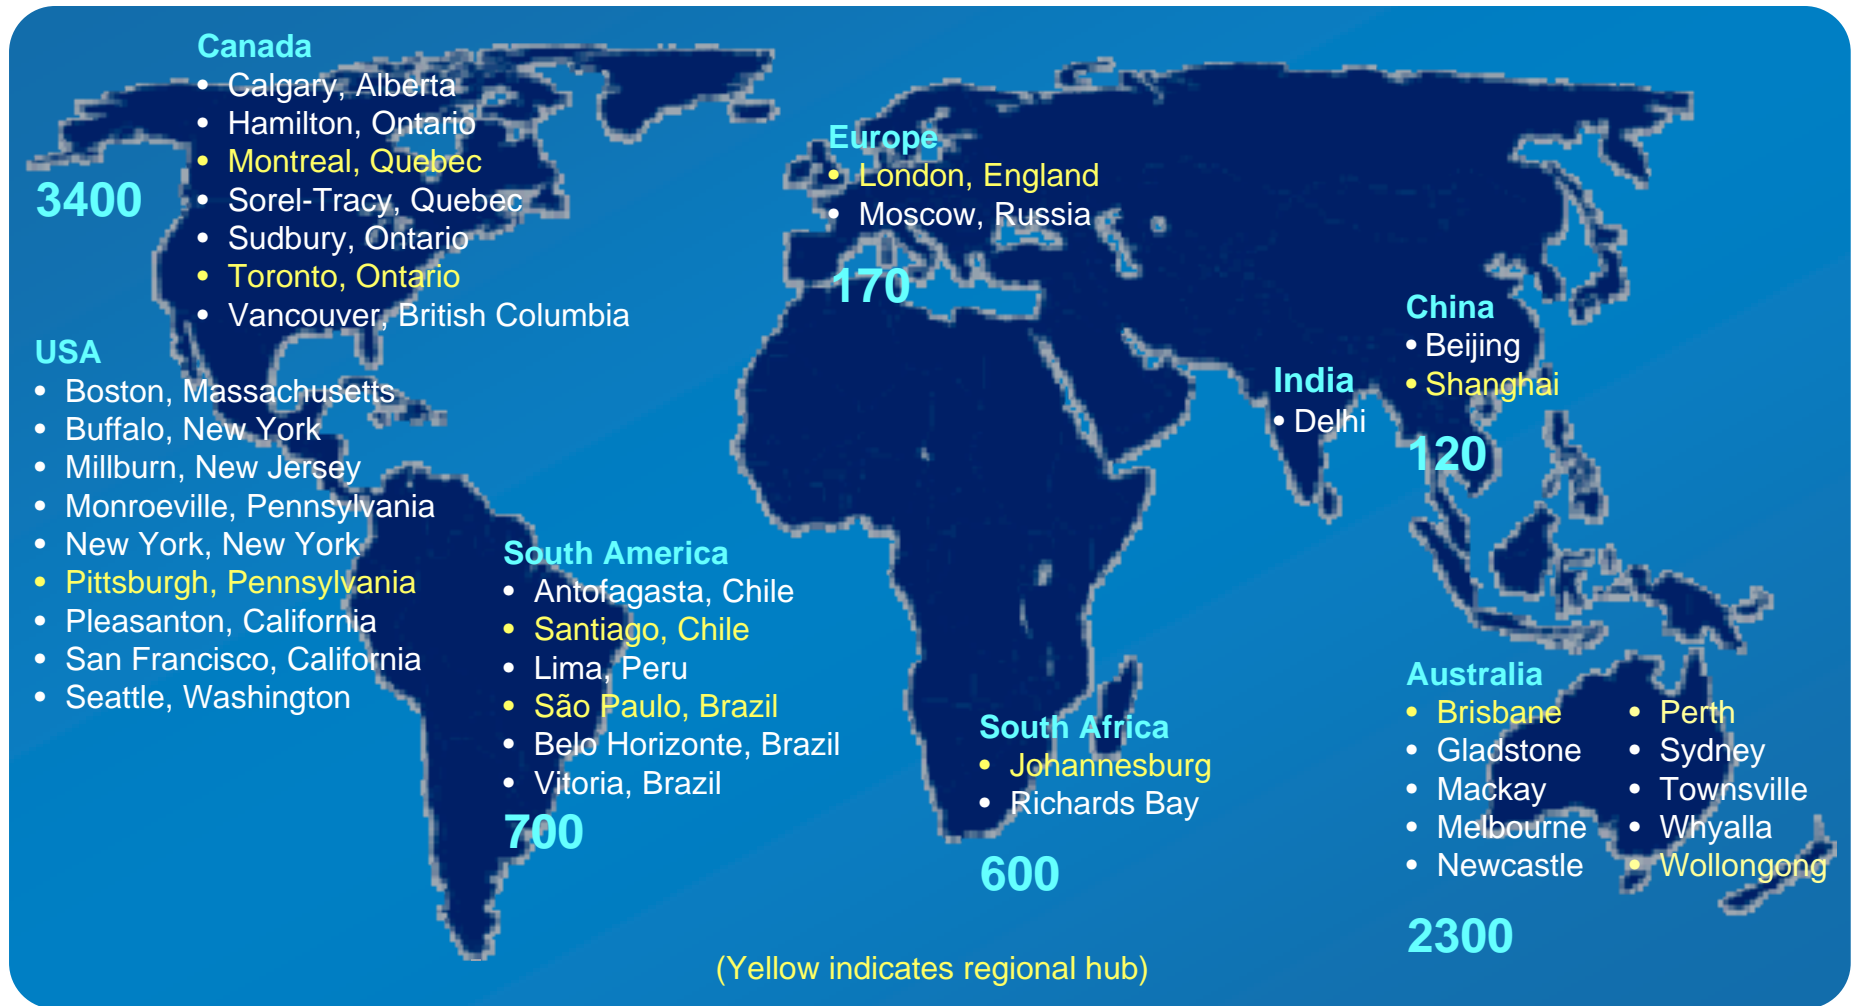 Canada
• Calgary, Alberta
• Hamilton, Ontario
• Montreal, Quebec
• Sorel-Tracy, Quebec
• Sudbury, Ontario
• Toronto, Ontario
• Vancouver, British Columbia
3400
USA
• Boston, Massachusetts
• Buffalo, New York
• Millburn, New Jersey
• Monroeville, Pennsylvania
• New York, New York
• Pittsburgh, Pennsylvania
• Pleasanton, California
• San Francisco, California
• Seattle, Washington
South America
• Antofagasta, Chile
• Santiago, Chile
• Lima, Peru
• São Paulo, Brazil
• Belo Horizonte, Brazil
• Vitoria, Brazil
700
Europe
• London, England
• Moscow, Russia
170
South Africa
• Johannesburg
• Richards Bay
600
India
• Delhi
China
• Beijing
• Shanghai
120
Australia
• Brisbane
• Gladstone
• Mackay
• Melbourne
• Newcastle
• Perth
• Sydney
• Townsville
• Whyalla
• Wollongong
2300
(Yellow indicates regional hub)